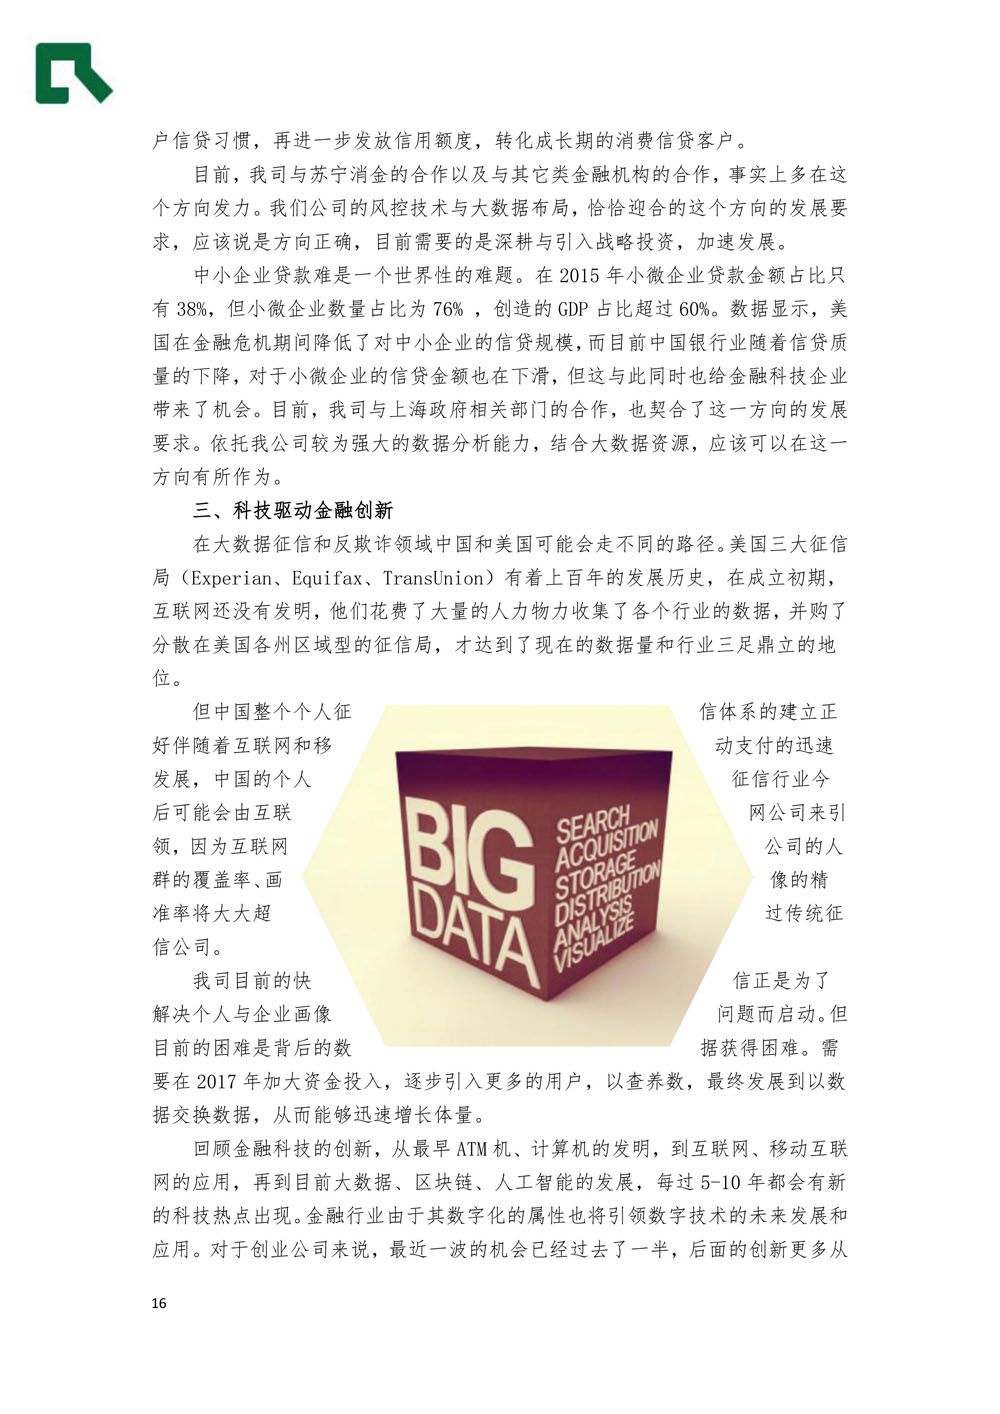 户信贷习惯，再进一步发放信用额度，转化成长期的消费信贷客户。
目前，我司与苏宁消金的合作以及与其它类金融机构的合作，事实上多在这
个方向发力。我们公司的风控技术与大数据布局，恰恰迎合的这个方向的发展要
求，应该说是方向正确，目前需要的是深耕与引入战略投资，加速发展。
中小企业贷款难是一个世界性的难题。在 2015 年小微企业贷款金额占比只
有 38%，但小微企业数量占比为 76% ，创造的 GDP 占比超过 60%。数据显示，美
国在金融危机期间降低了对中小企业的信贷规模，而目前中国银行业随着信贷质
量的下降，对于小微企业的信贷金额也在下滑，但这与此同时也给金融科技企业
带来了机会。目前，我司与上海政府相关部门的合作，也契合了这一方向的发展
要求。依托我公司较为强大的数据分析能力，结合大数据资源，应该可以在这一
方向有所作为。
三、科技驱动金融创新
在大数据征信和反欺诈领域中国和美国可能会走不同的路径。美国三大征信
局（Experian、Equifax、TransUnion）有着上百年的发展历史，在成立初期，
互联网还没有发明，他们花费了大量的人力物力收集了各个行业的数据，并购了
分散在美国各州区域型的征信局，才达到了现在的数据量和行业三足鼎立的地
位。
但中国整个个人征信体系的建立正
好伴随着互联网和移动支付的迅速
发展，中国的个人征信行业今
后可能会由互联网公司来引
领，因为互联网公司的人
群的覆盖率、画像的精
准率将大大超过传统征
信公司。
我司目前的快信正是为了
解决个人与企业画像问题而启动。但
目前的困难是背后的数据获得困难。需
要在 2017 年加大资金投入，逐步引入更多的用户，以查养数，最终发展到以数
据交换数据，从而能够迅速增长体量。
BIG
DATA
SEARCH
ACQUISITION
STORAGE
DISTRIBUTION
ANALYSIS
VISUALIZE
回顾金融科技的创新，从最早 ATM 机、计算机的发明，到互联网、移动互联
网的应用，再到目前大数据、区块链、人工智能的发展，每过 5-10 年都会有新
的科技热点出现。金融行业由于其数字化的属性也将引领数字技术的未来发展和
应用。对于创业公司来说，最近一波的机会已经过去了一半，后面的创新更多从
16